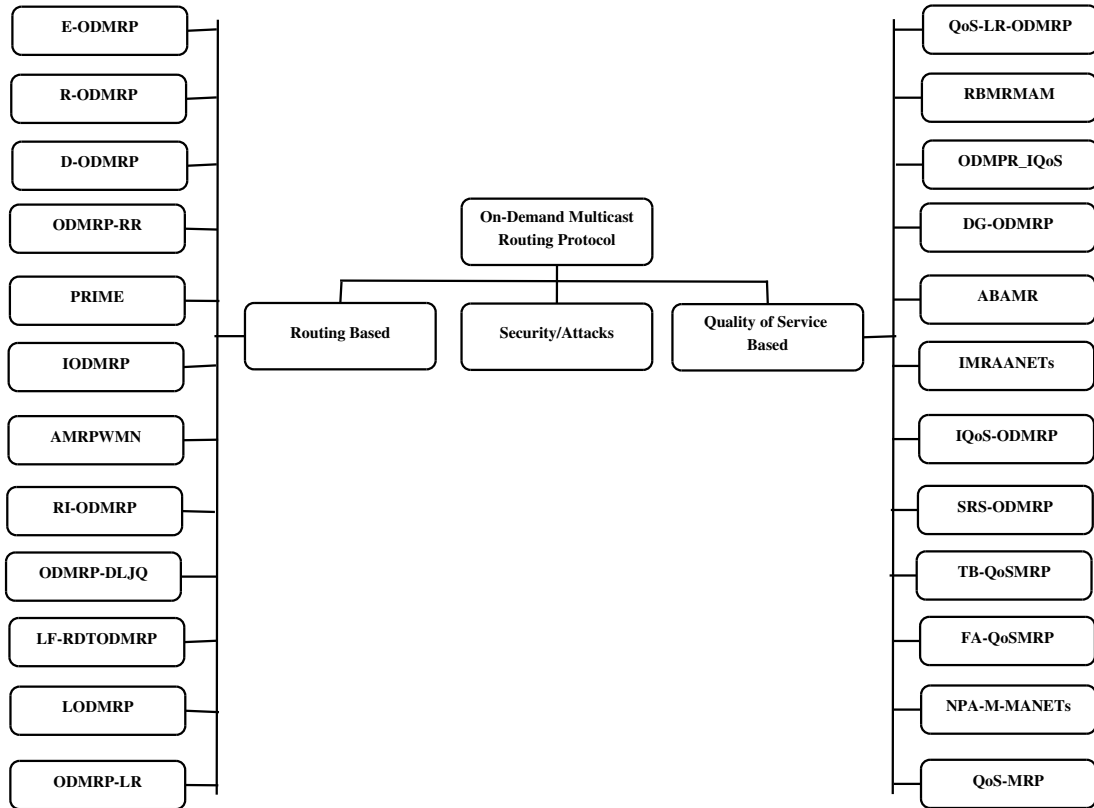 E-ODMRP
R-ODMRP
D-ODMRP
ODMRP-RR
PRIME
IODMRP
AMRPWMN
RI-ODMRP
ODMRP-DLJQ
LF-RDTODMRP
LODMRP
ODMRP-LR
On-Demand Multicast
Routing Protocol
Routing Based
Security/Attacks
Quality of Service
Based
QoS-LR-ODMRP
RBMRMAM
ODMPR_IQoS
DG-ODMRP
ABAMR
IMRAANETs
IQoS-ODMRP
SRS-ODMRP
TB-QoSMRP
FA-QoSMRP
NPA-M-MANETs
QoS-MRP